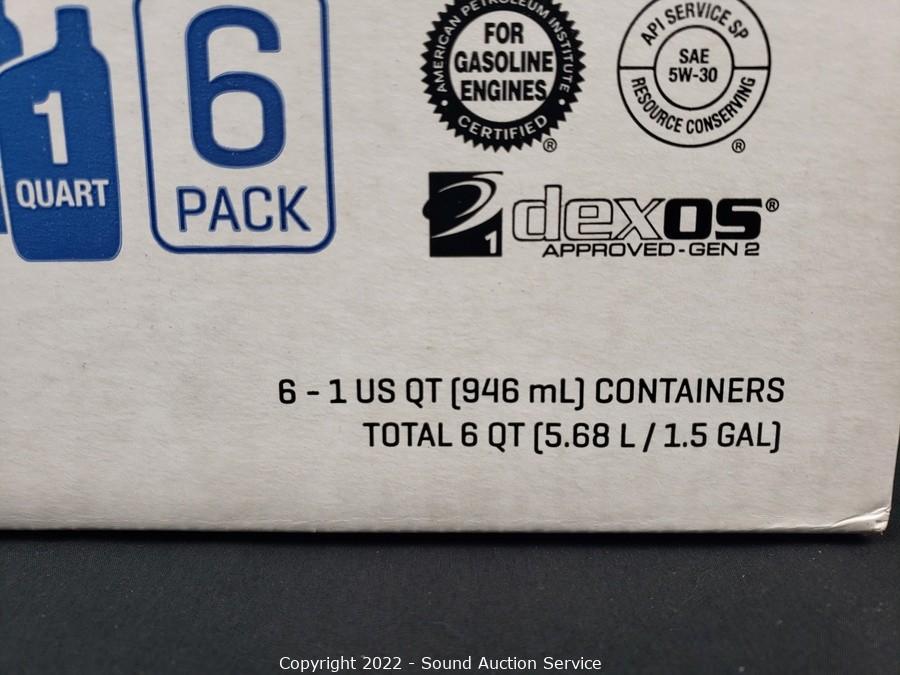 1
QUART
6
PACK
AMERICAN PETROLEUM INSTITUTE
FOR
GASOLINE
ENGINES
CERTIFIED
®
API SERVICE SP
SAE
5W-30
RESOURCE CONSERVING
®
1
dexos®
APPROVED-GEN 2
6 - 1 US QT (946 mL) CONTAINERS
TOTAL 6 QT (5.68 L / 1.5 GAL)
Copyright 2022 - Sound Auction Service